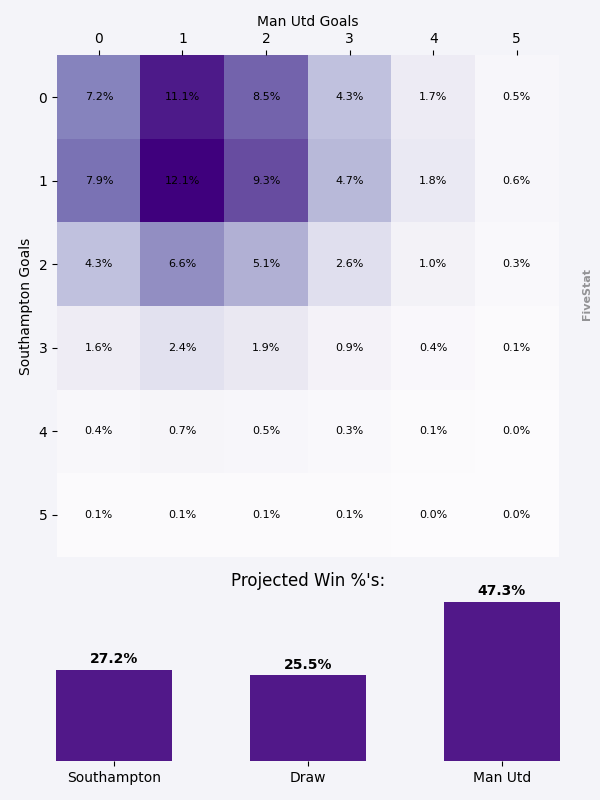 Man Utd Goals
0 1 2 3 4 5
Southampton Goals
0 7.2% 11.1% 8.5% 4.3% 1.7% 0.5%
1 7.9% 12.1% 9.3% 4.7% 1.8% 0.6%
2 4.3% 6.6% 5.1% 2.6% 1.0% 0.3%
3 1.6% 2.4% 1.9% 0.9% 0.4% 0.1%
4 0.4% 0.7% 0.5% 0.3% 0.1% 0.0%
5 0.1% 0.1% 0.1% 0.1% 0.0% 0.0%
FiveStat
Projected Win %'s:
27.2% 25.5% 47.3%
Southampton Draw Man Utd